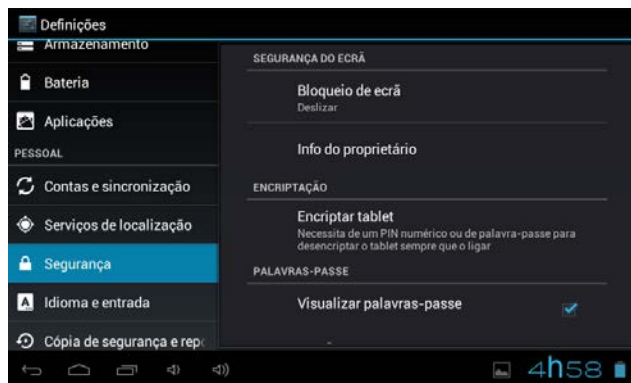 Definições
Armazenamento
Bateria
Aplicações
PESSOAL
Contas e sincronização
Serviços de localização
Segurança
Idioma e entrada
Cópia de segurança e repo
SEGURANÇA DO ECRÃ
Bloqueio de ecrã
Deslizar
Info do proprietário
ENCRIPTAÇÃO
Encriptar tablet
Necessita de um PIN numérico ou de palavra-passe para
desencriptar o tablet sempre que o ligar
PALAVRAS-PASSE
Visualizar palavras-passe
4h58